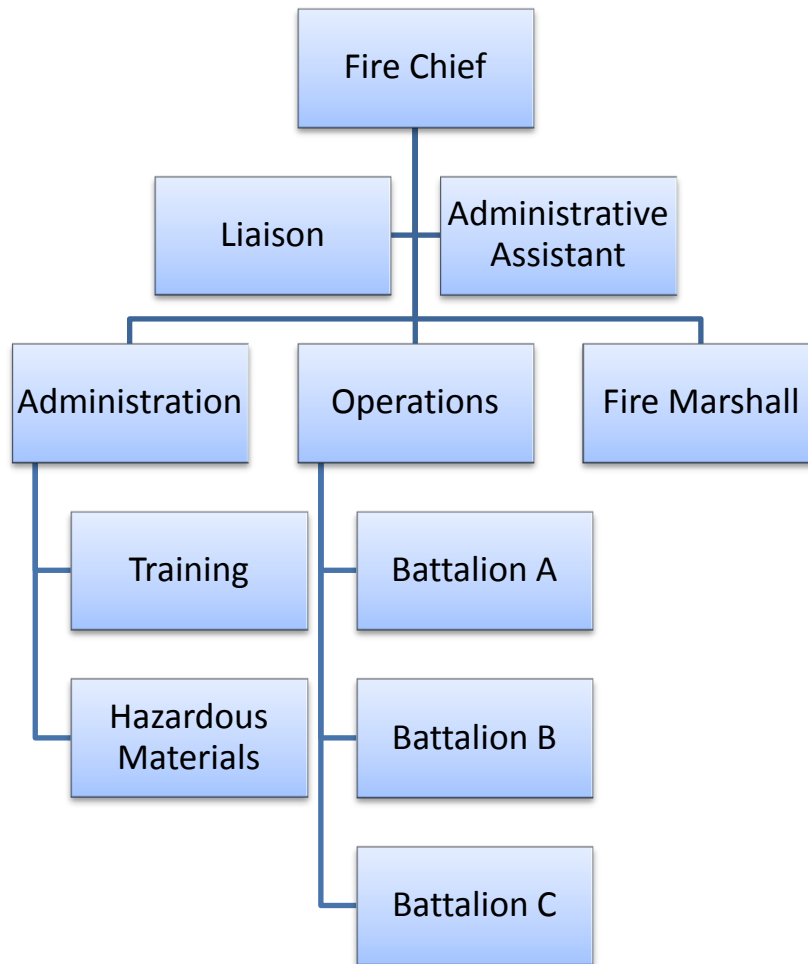 Fire Chief
Liaison
Administrative
Assistant
Administration
Operations
Fire Marshall
Training
Battalion A
Hazardous
Materials
Battalion B
Battalion C